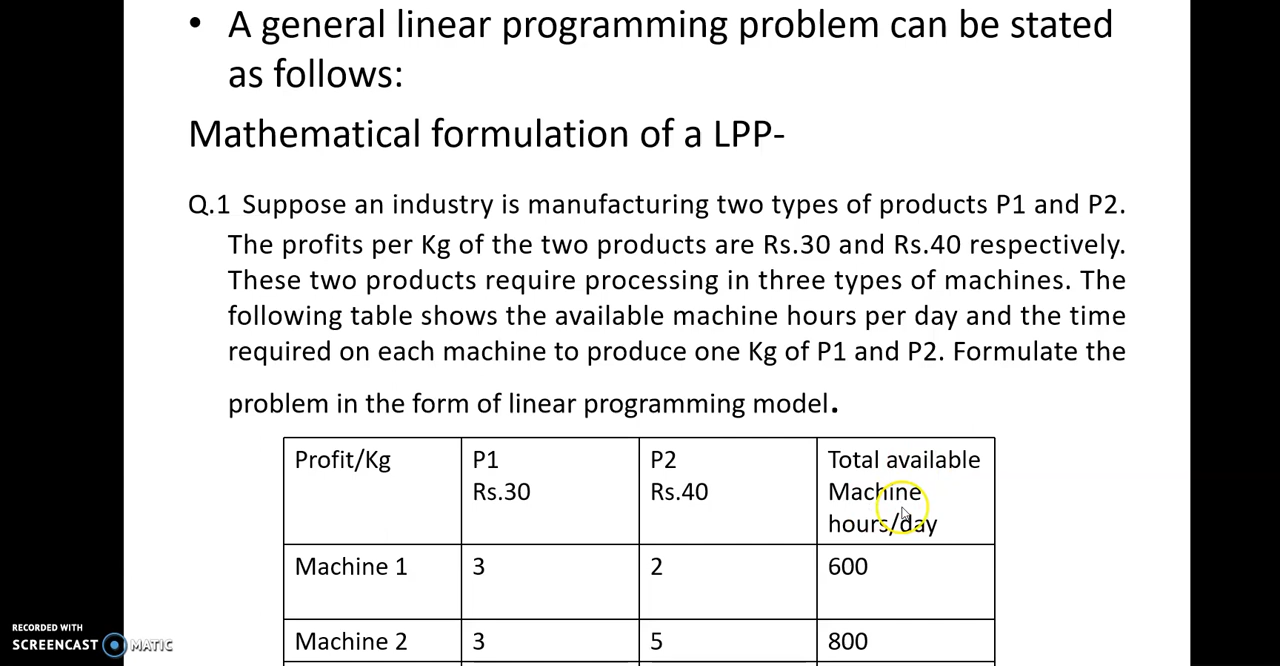 • A general linear programming problem can be stated
as follows:
Mathematical formulation of a LPP-
Q.1 Suppose an industry is manufacturing two types of products P1 and P2.
The profits per Kg of the two products are Rs.30 and Rs.40 respectively.
These two products require processing in three types of machines. The
following table shows the available machine hours per day and the time
required on each machine to produce one Kg of P1 and P2. Formulate the
problem in the form of linear programming model.
Profit/Kg P1 P2 Total available
Rs.30 Rs.40 Machine
hours/day
Machine 1 3 2 600
Machine 2 3 5 800
RECORDED WITH
SCREENCAST MATIC